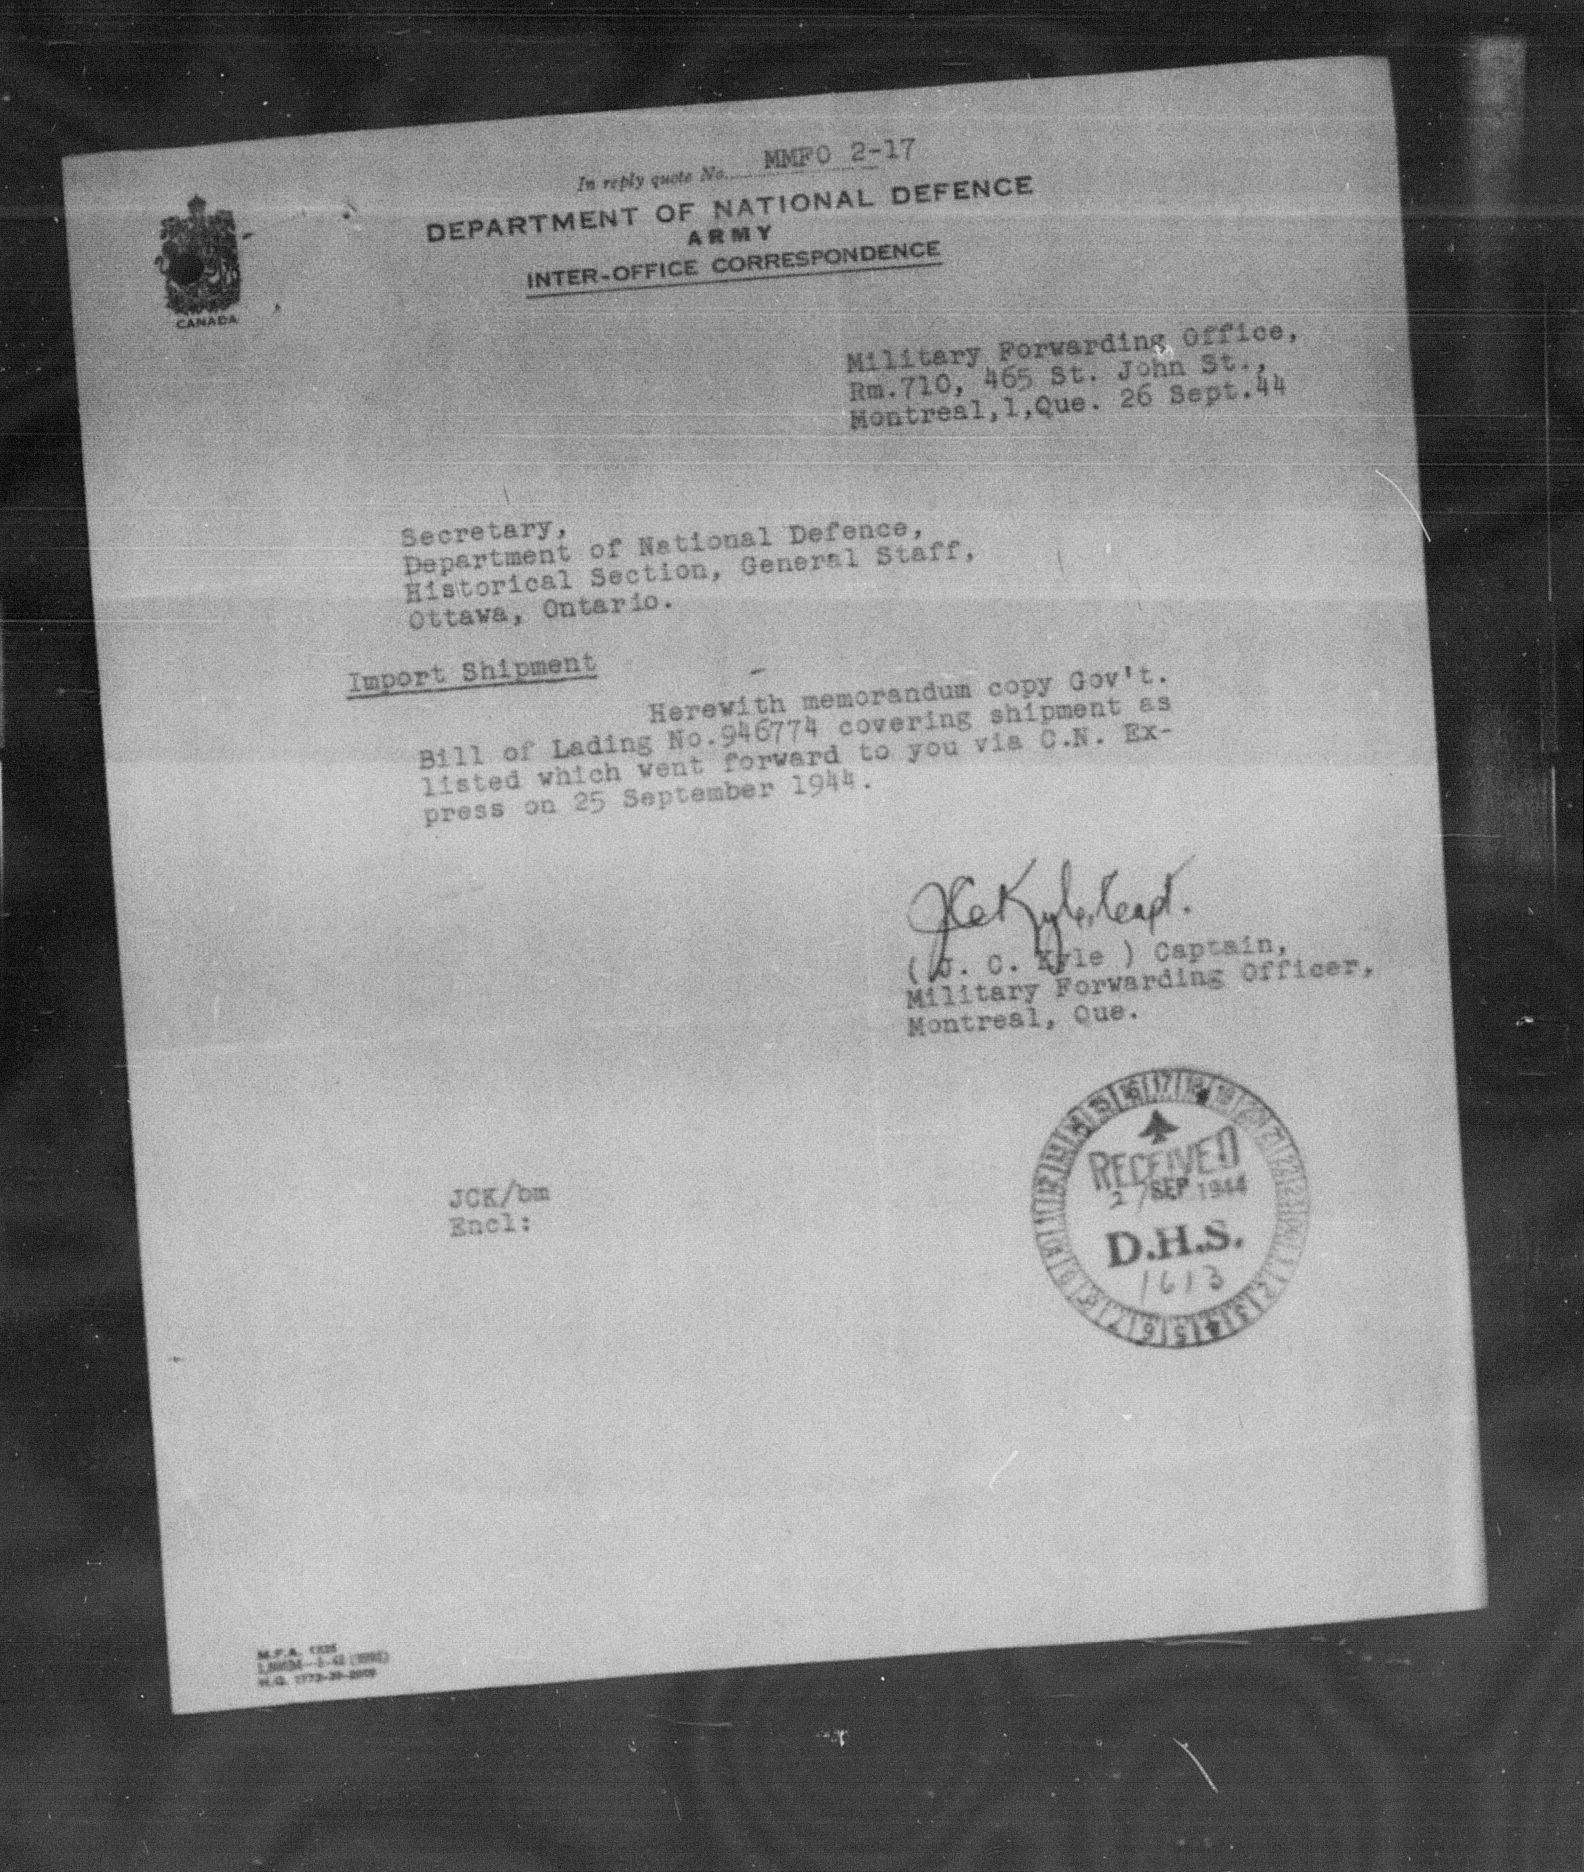 In reply quote No. MMFO 2-17
DEPARTMENT OF NATIONAL DEFENCE
ARMY
INTER-OFFICE CORRESPONDENCE
CANADA
Military Forwarding Office,
Rm.710, 465 St. John St.,
Montreal,1,Que. 26 Sept.44
Secretary,
Department of National Defence,
Historical Section, General Staff,
Ottawa, Ontario.
Import Shipment
Herewith memorandum copy Gov't.
Bill of Lading No.946774 covering shipment as
listed which went forward to you via C.N. Ex-
press on 25 September 1944.
JCKyle, Capt.
( J. C. Kyle ) Captain,
Military Forwarding Officer,
Montreal, Que.
RECEIVED
27 SEP 1944
D.H.S.
1613
JCK/bm
Encl:
M.F.A.
H.Q.